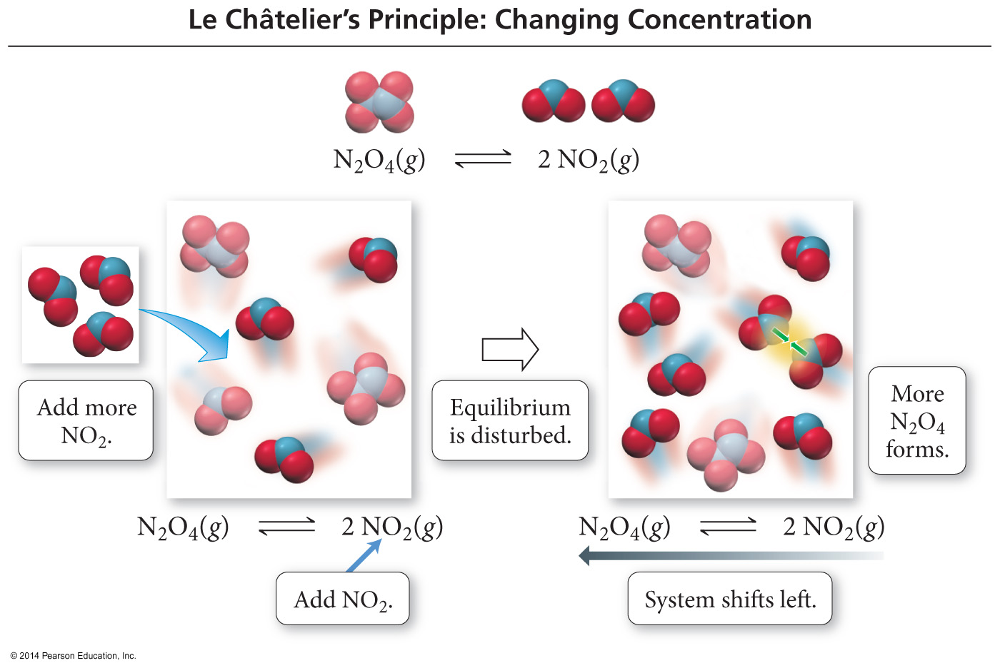 Le Châtelier's Principle: Changing Concentration
N₂O₄(g) ⇌ 2 NO₂(g)
Add more
NO₂.
Equilibrium
is disturbed.
More
N₂O₄
forms.
N₂O₄(g) ⇌ 2 NO₂(g)
N₂O₄(g) ⇌ 2 NO₂(g)
Add NO₂.
System shifts left.
© 2014 Pearson Education, Inc.